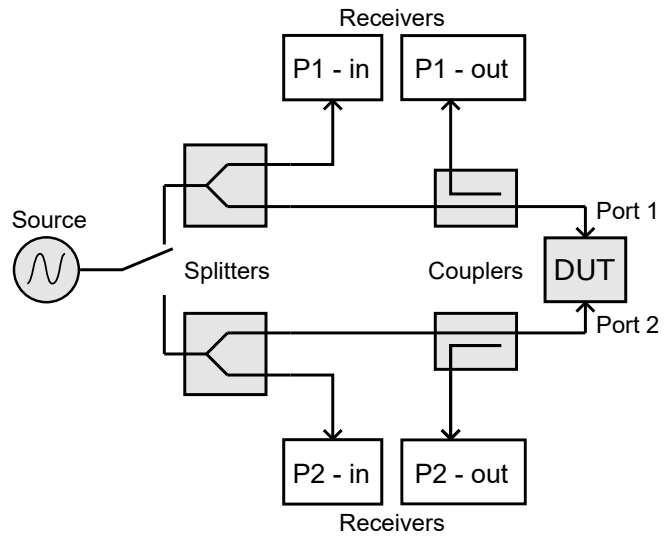 Receivers
P1 - in
P1 - out
Source
Port 1
Splitters
Couplers
DUT
Port 2
P2 - in
P2 - out
Receivers